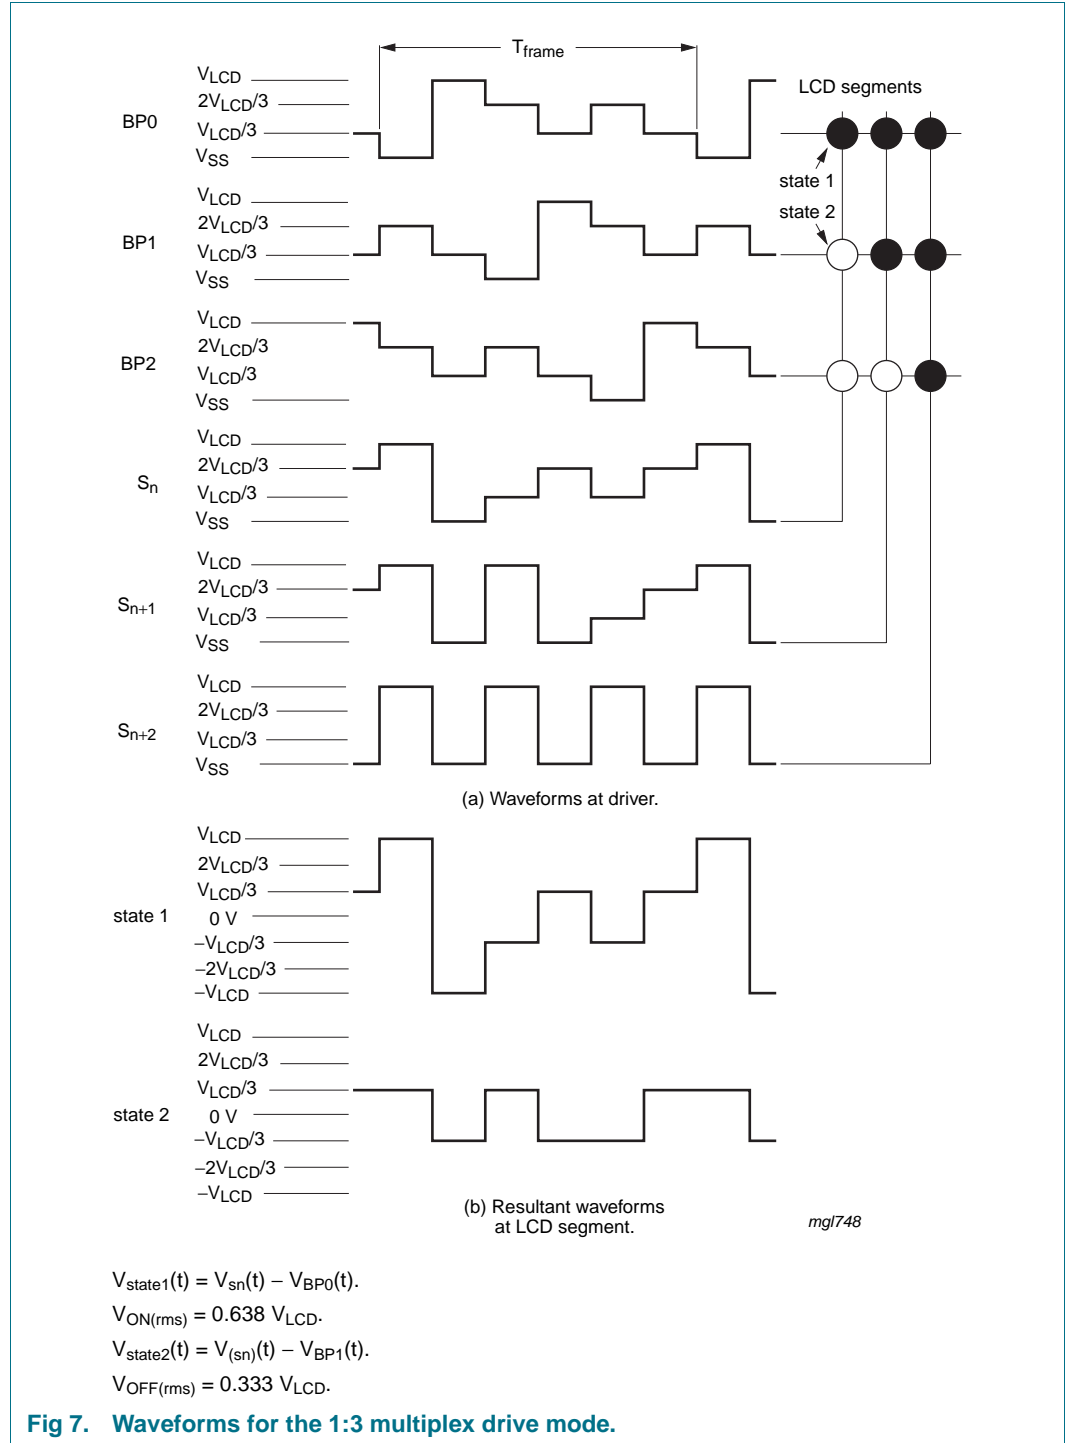 Tframe
VLCD
2VLCD/3
BP0
VLCD/3
VSS
LCD segments
state 1
state 2
VLCD
2VLCD/3
BP1
VLCD/3
VSS
VLCD
2VLCD/3
BP2
VLCD/3
VSS
VLCD
2VLCD/3
Sn
VLCD/3
VSS
VLCD
2VLCD/3
Sn+1
VLCD/3
VSS
VLCD
2VLCD/3
Sn+2
VLCD/3
VSS
(a) Waveforms at driver.
VLCD
2VLCD/3
VLCD/3
state 1
0 V
−VLCD/3
−2VLCD/3
−VLCD
VLCD
2VLCD/3
VLCD/3
state 2
0 V
−VLCD/3
−2VLCD/3
−VLCD
(b) Resultant waveforms
at LCD segment.
mgl748
Vstate1(t) = Vsn(t) − VBP0(t).
VON(rms) = 0.638 VLCD.
Vstate2(t) = V(sn)(t) − VBP1(t).
VOFF(rms) = 0.333 VLCD.
Fig 7. Waveforms for the 1:3 multiplex drive mode.